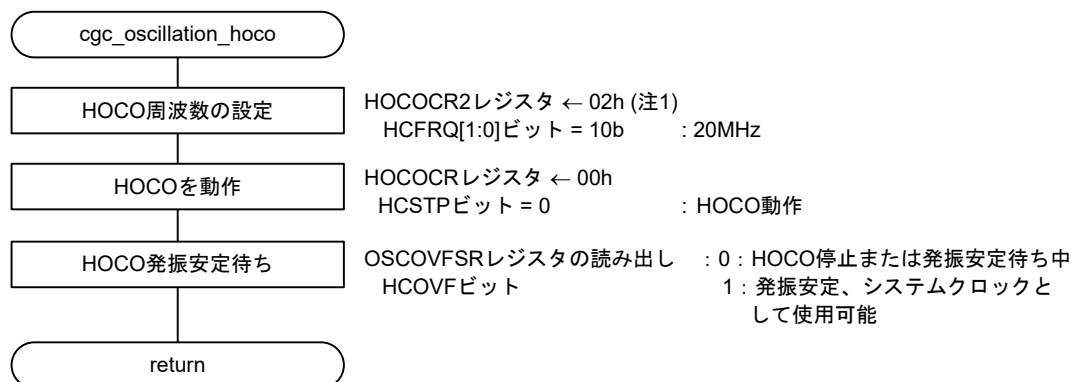 cgc_oscillation_hoco
HOCO周波数の設定
HOCOCR2レジスタ ← 02h (注1)
HCFRQ[1:0]ビット = 10b : 20MHz
HOCOを動作
HOCOCRレジスタ ← 00h
HCSTPビット = 0 : HOCO動作
HOCO発振安定待ち
OSCOVFSRレジスタの読み出し : 0 : HOCO停止または発振安定待ち中
HCOVFビット 1 : 発振安定、システムクロックと
して使用可能
return